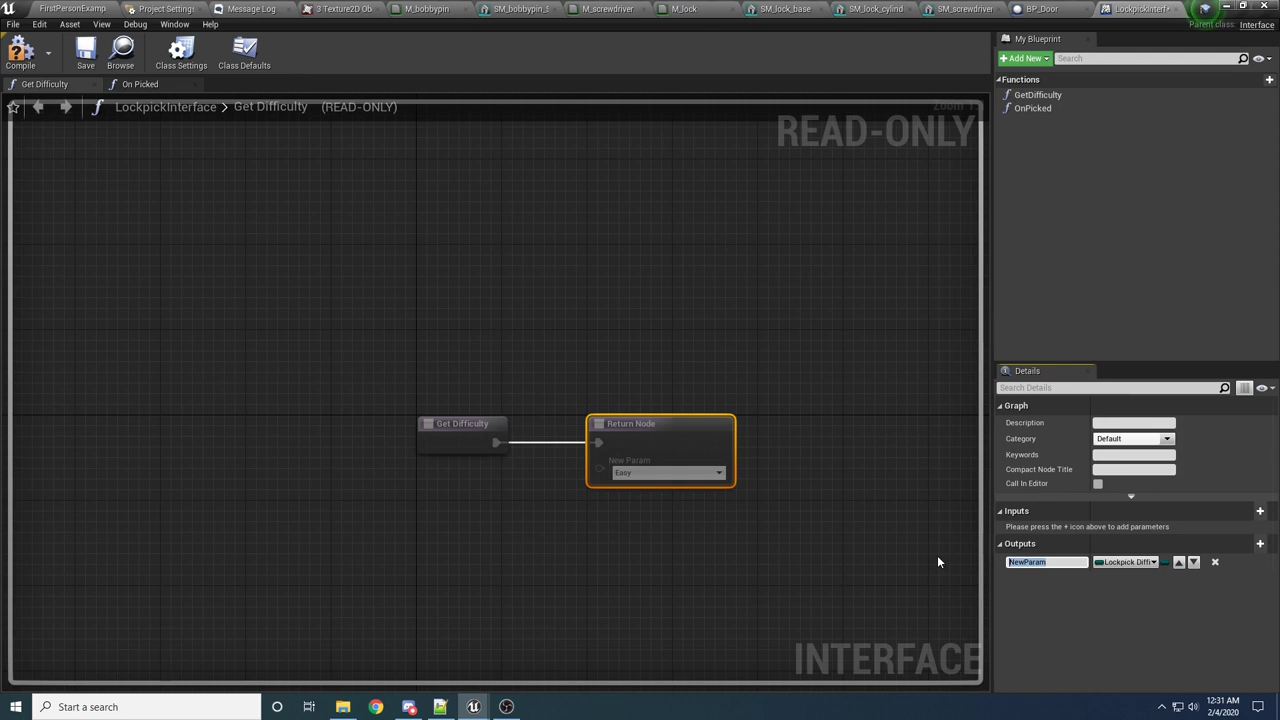 FirstPersonExamp
Project Settings
Message Log
3 Texture2D Ob
M_bobbypin
SM_bobbypin_S
M_screwdriver
M_lock
SM_lock_base
SM_lock_cylind
SM_screwdriver
BP_Door
LockpickInterf
File
Edit
Asset
View
Debug
Window
Help
Parent class: Interface
Compile
Save
Browse
Class Settings
Class Defaults
My Blueprint
+Add New
Search
Get Difficulty
On Picked
Functions
GetDifficulty
OnPicked
LockpickInterface > Get Difficulty (READ-ONLY)
READ-ONLY
Get Difficulty
Return Node
New Param
Easy
Details
Search Details
Graph
Description
Category
Default
Keywords
Compact Node Title
Call In Editor
Inputs
Please press the + icon above to add parameters
Outputs
NewParam
Lockpick Diffi
INTERFACE
Start a search
12:31 AM
2/4/2020